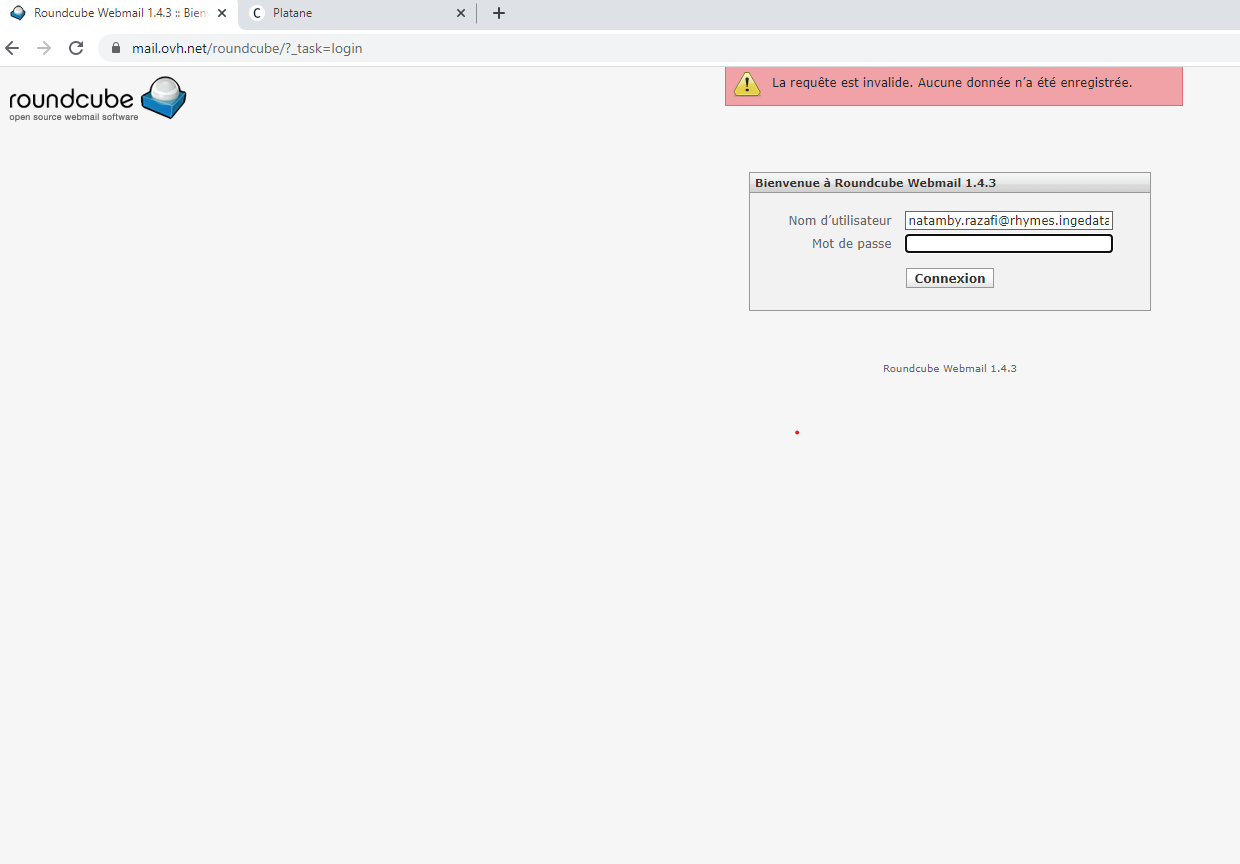 Roundcube Webmail 1.4.3 :: Bien
Platane
mail.ovh.net/roundcube/?_task=login
roundcube
open source webmail software
La requête est invalide. Aucune donnée n’a été enregistrée.
Bienvenue à Roundcube Webmail 1.4.3
Nom d’utilisateur natamby.razafi@rhymes.ingedata
Mot de passe
Connexion
Roundcube Webmail 1.4.3